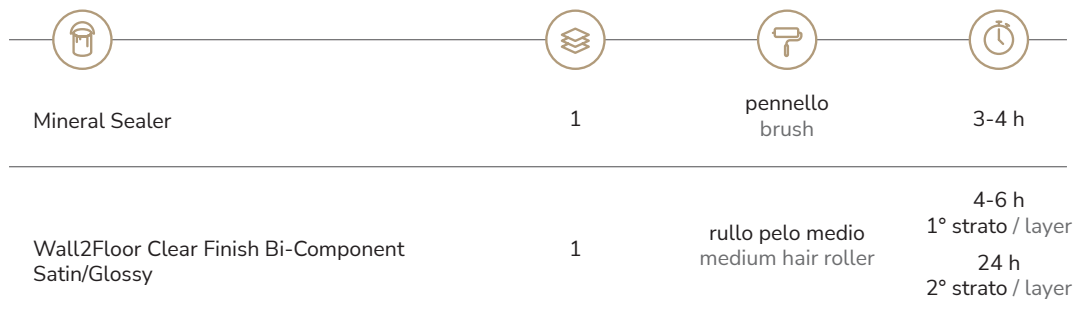 Mineral Sealer
1
pennello
brush
3-4 h
Wall2Floor Clear Finish Bi-Component
Satin/Glossy
1
rullo pelo medio
medium hair roller
4-6 h
1° strato / layer
24 h
2° strato / layer